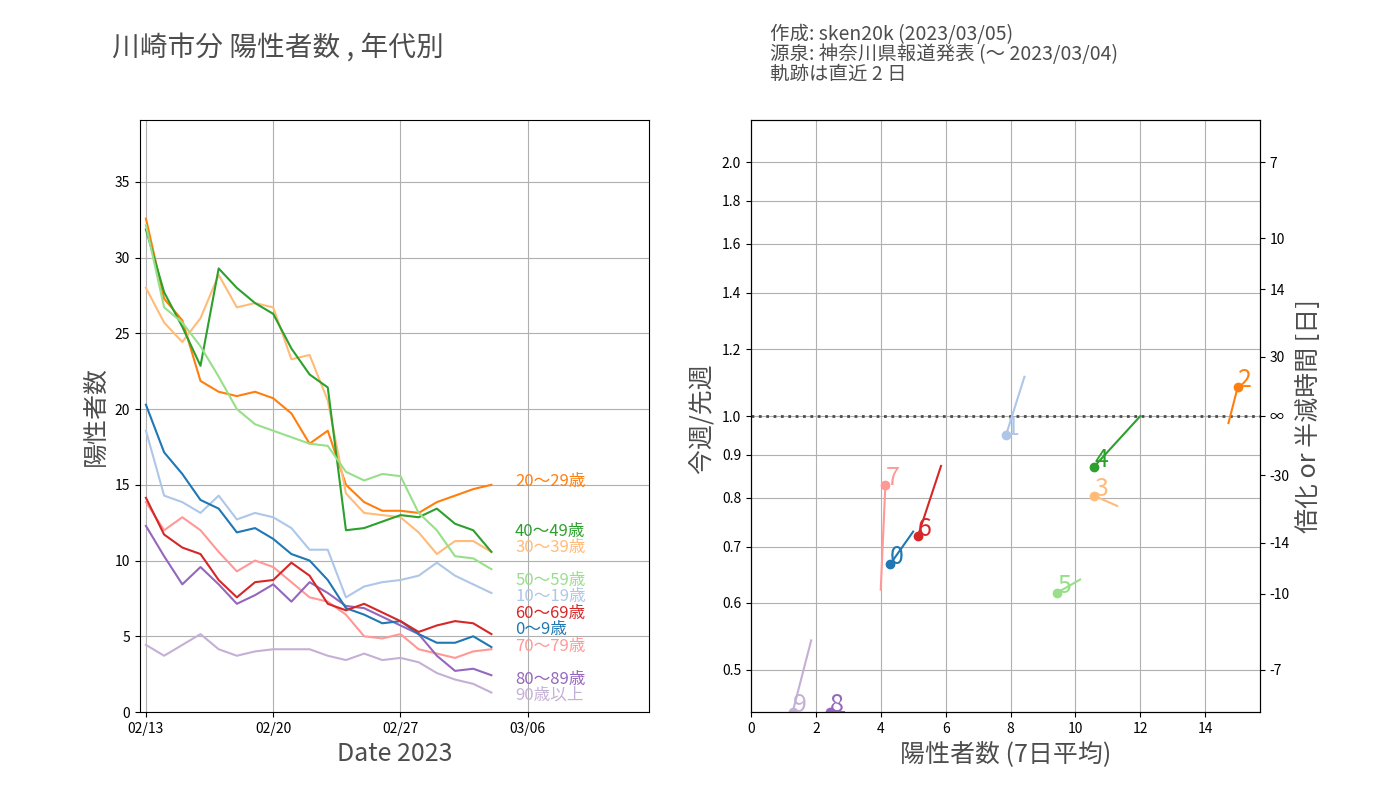 川崎市分 陽性者数 , 年代別
作成: sken20k (2023/03/05)
源泉: 神奈川県報道発表 (〜 2023/03/04)
軌跡は直近 2 日
陽性者数
35
30
25
20
15
10
5
0
02/13
02/20
02/27
03/06
Date 2023
20〜29歳
40〜49歳
30〜39歳
50〜59歳
10〜19歳
60〜69歳
0〜9歳
70〜79歳
80〜89歳
90歳以上
今週/先週
2.0
1.8
1.6
1.4
1.2
1.0
0.9
0.8
0.7
0.6
0.5
0
2
4
6
8
10
12
14
陽性者数 (7日平均)
2
1
4
7
3
6
0
5
9
8
7
10
14
30
∞
-30
-14
-10
-7
倍化 or 半減時間 [日]